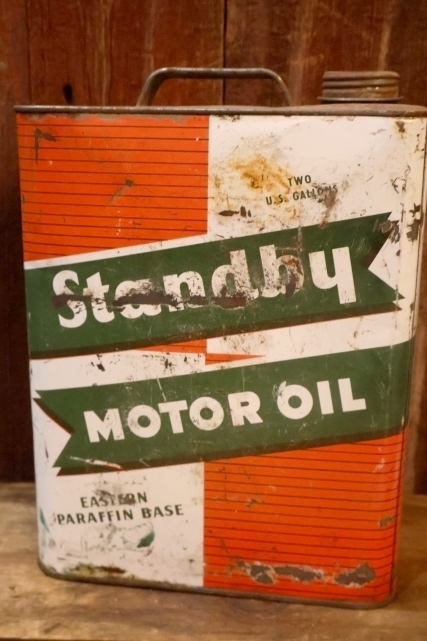 TWO
U.S. GALLONS
Standby
MOTOR OIL
EASTERN
PARAFFIN BASE